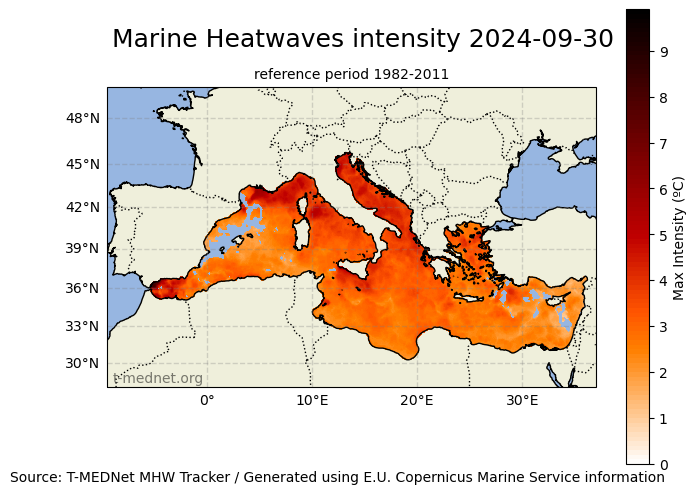 Marine Heatwaves intensity 2024-09-30
reference period 1982-2011
48°N
45°N
42°N
39°N
36°N
33°N
30°N
0°
10°E
20°E
30°E
t-mednet.org
9
8
7
6
5
4
3
2
1
0
Max Intensity (ºC)
Source: T-MEDNet MHW Tracker / Generated using E.U. Copernicus Marine Service information